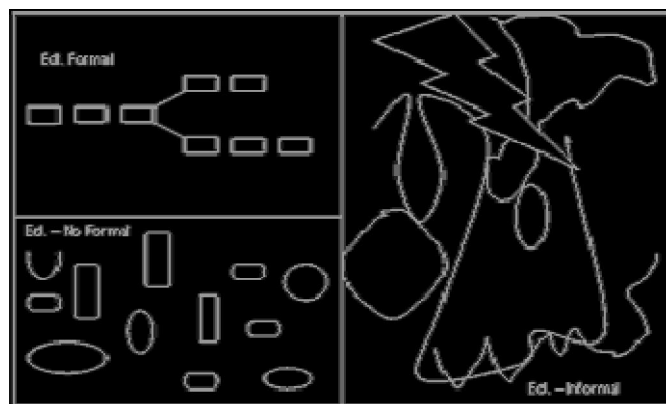 Ed. Formal
Ed. – No Formal
Ed. – Informal